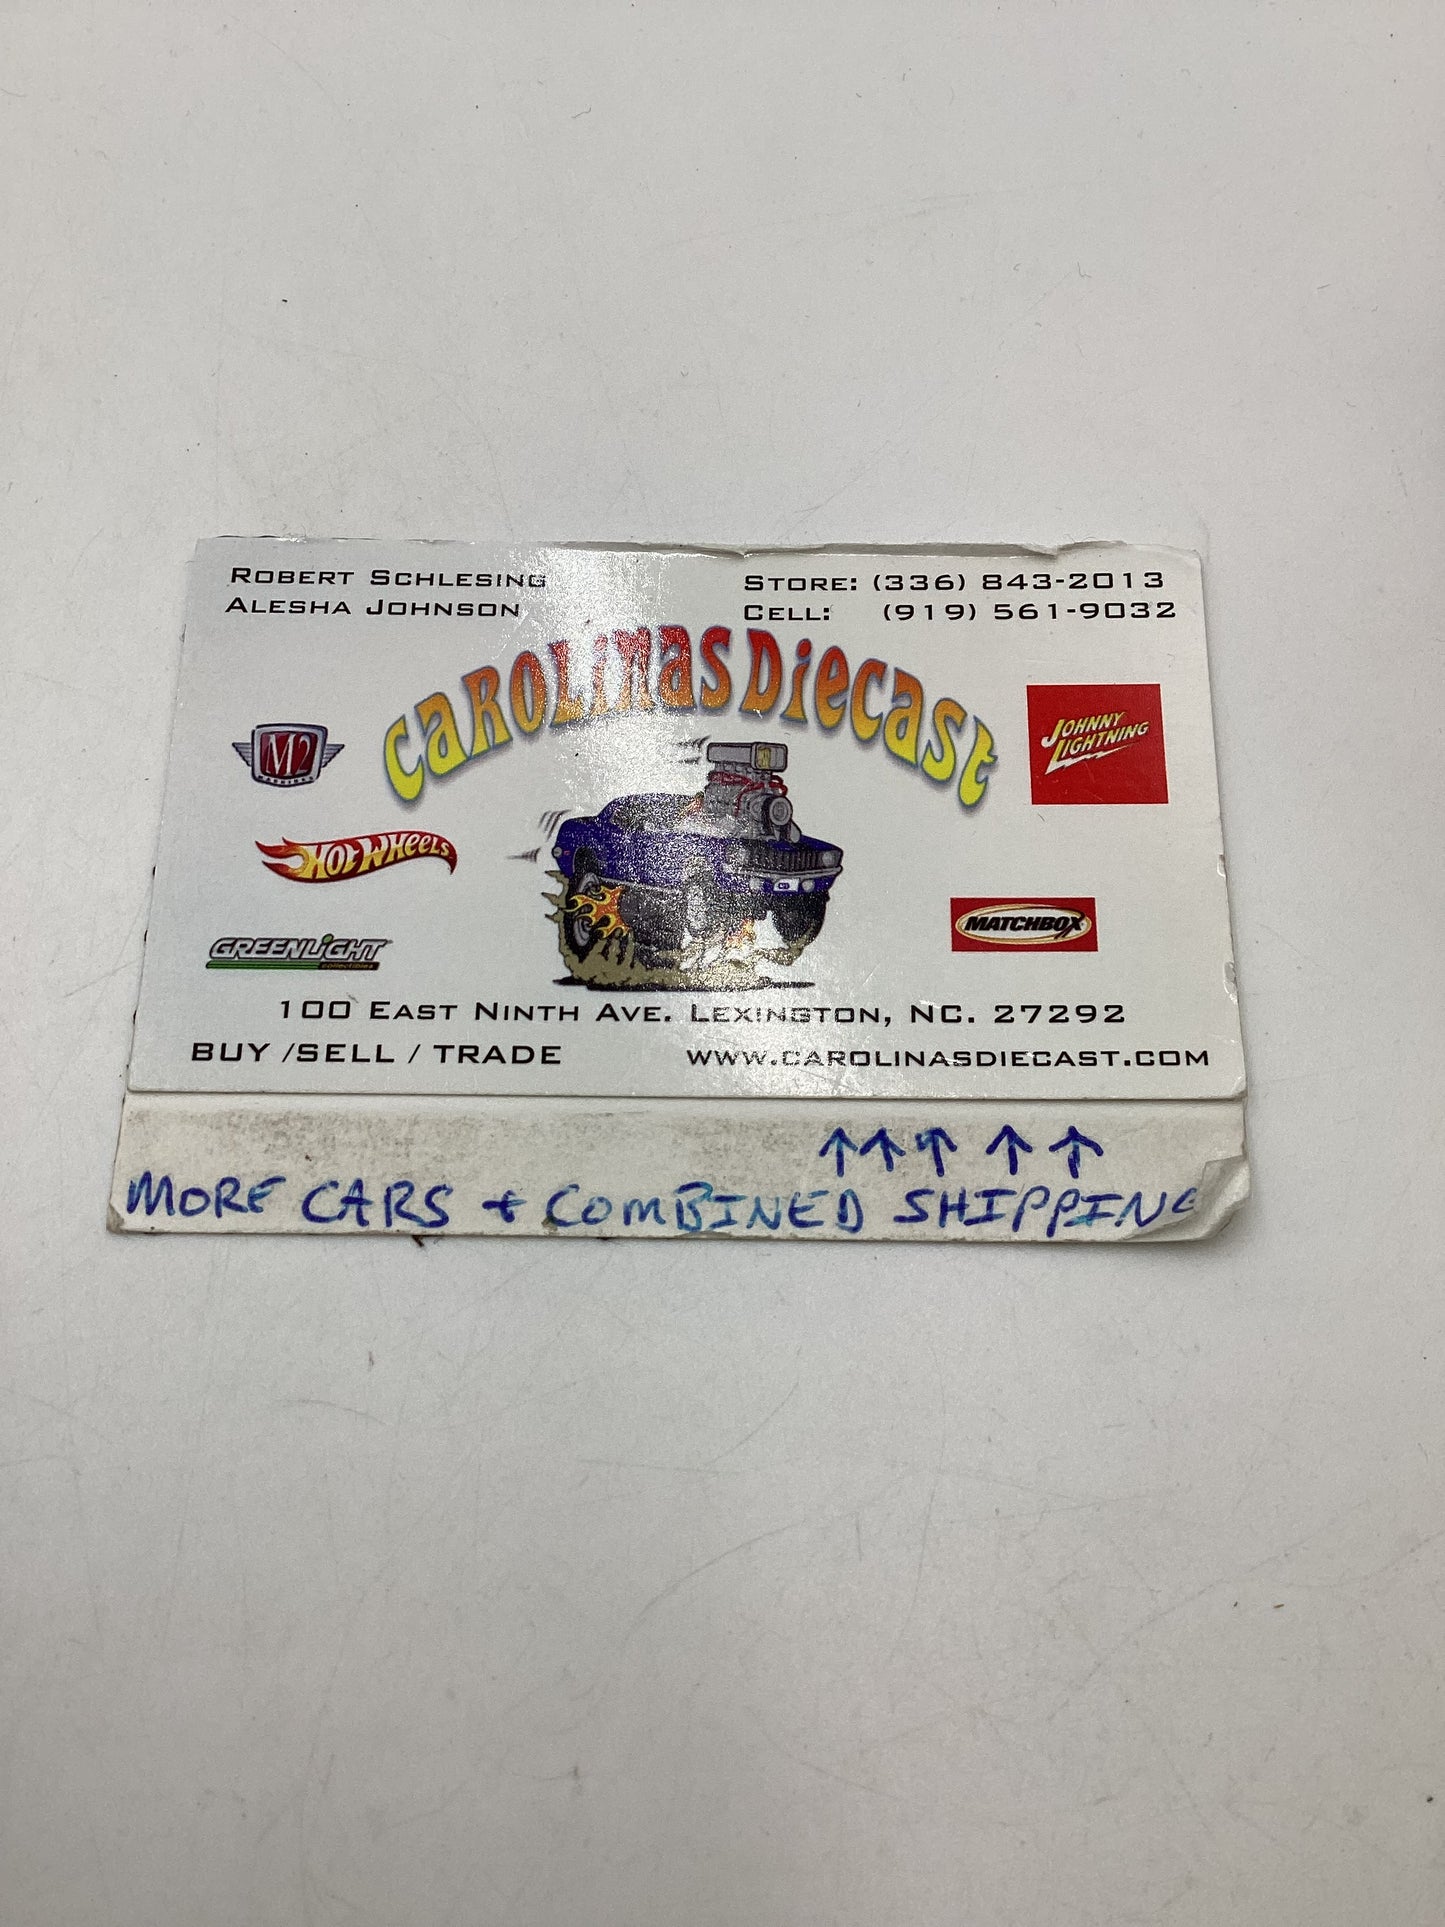 ROBERT SCHLESING
ALESHA JOHNSON
STORE: (336) 843-2013
CELL: (919) 561-9032
CAROLINAS DIECAST
M2
MACHINES
JOHNNY LIGHTNING
HOT WHEELS
MATCHBOX
GREENLIGHT
collectibles
100 EAST NINTH AVE. LEXINGTON, NC. 27292
BUY /SELL / TRADE
WWW.CAROLINASDIECAST.COM
↑↑↑ ↑ ↑
MORE CARS + COMBINED SHIPPING